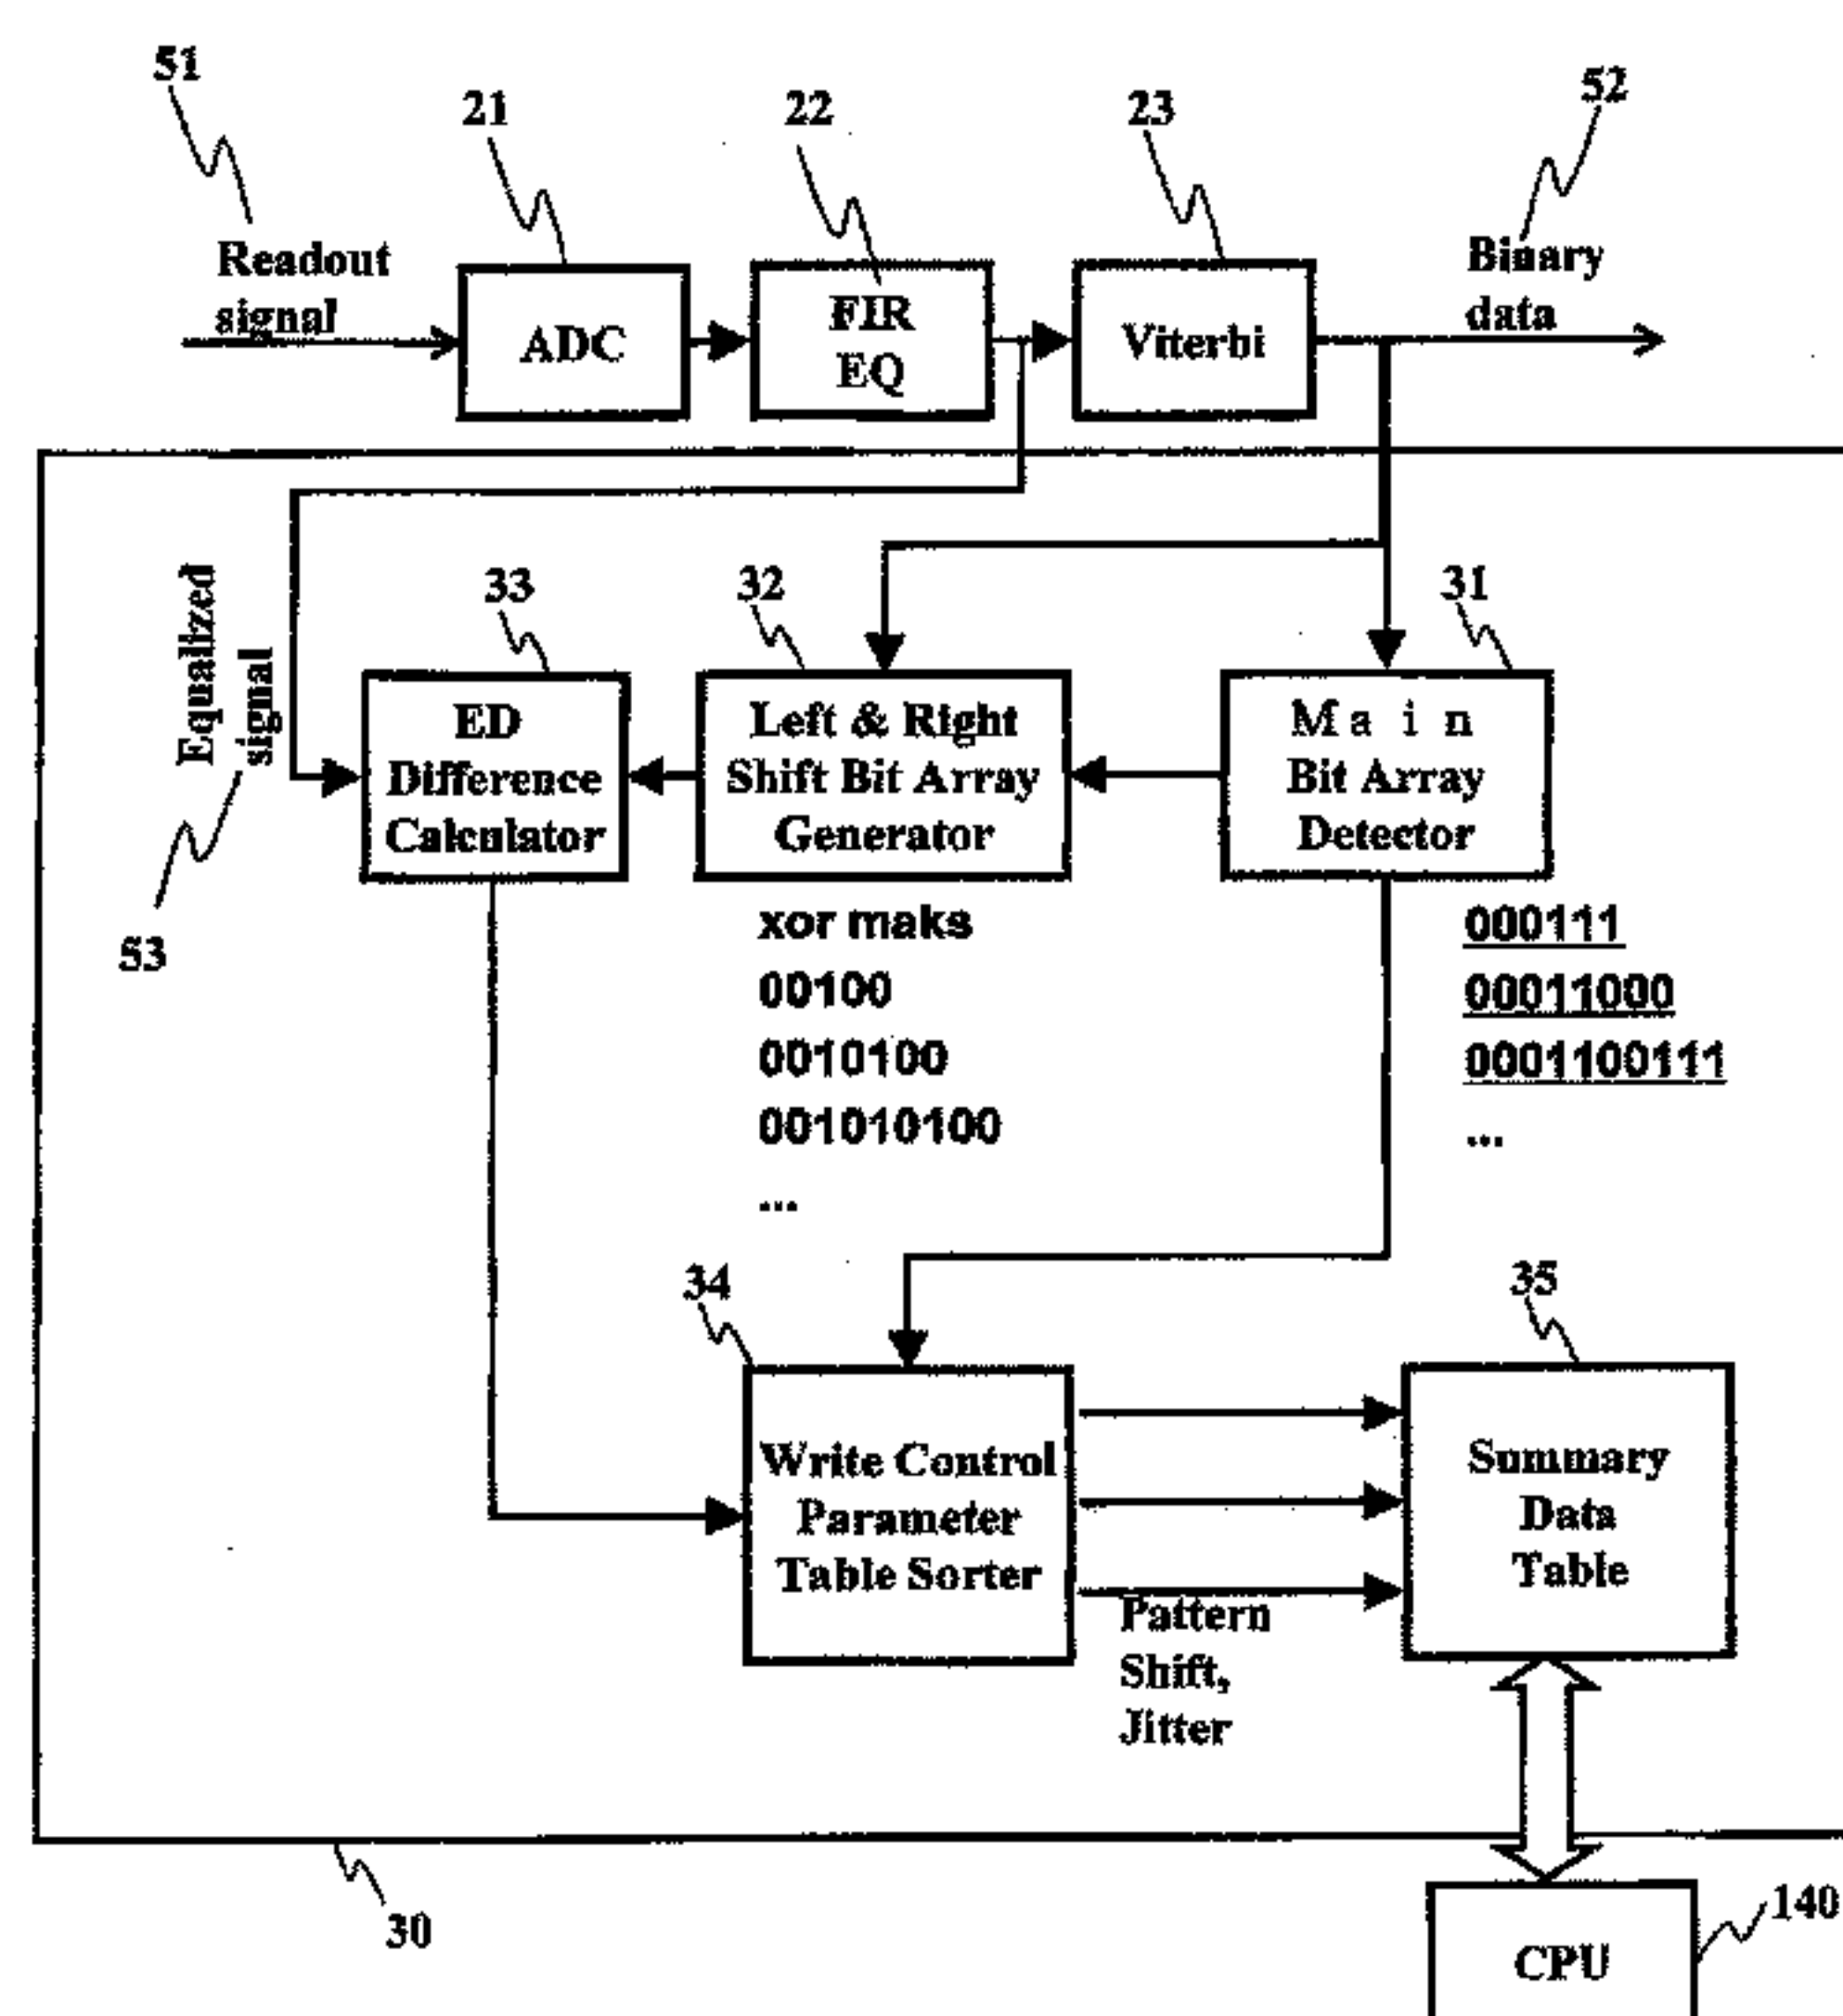 51
21
22
23
52
Readout
signal
ADC
FIR
EQ
Viterbi
Binary
data
Equalized
signal
53
33
32
31
ED
Difference
Calculator
Left & Right
Shift Bit Array
Generator
M a i n
Bit Array
Detector
xor maks
00100
0010100
001010100
...
000111
00011000
0001100111
...
34
35
Write Control
Parameter
Table Sorter
Pattern
Shift,
Jitter
Summary
Data
Table
30
140
CPU